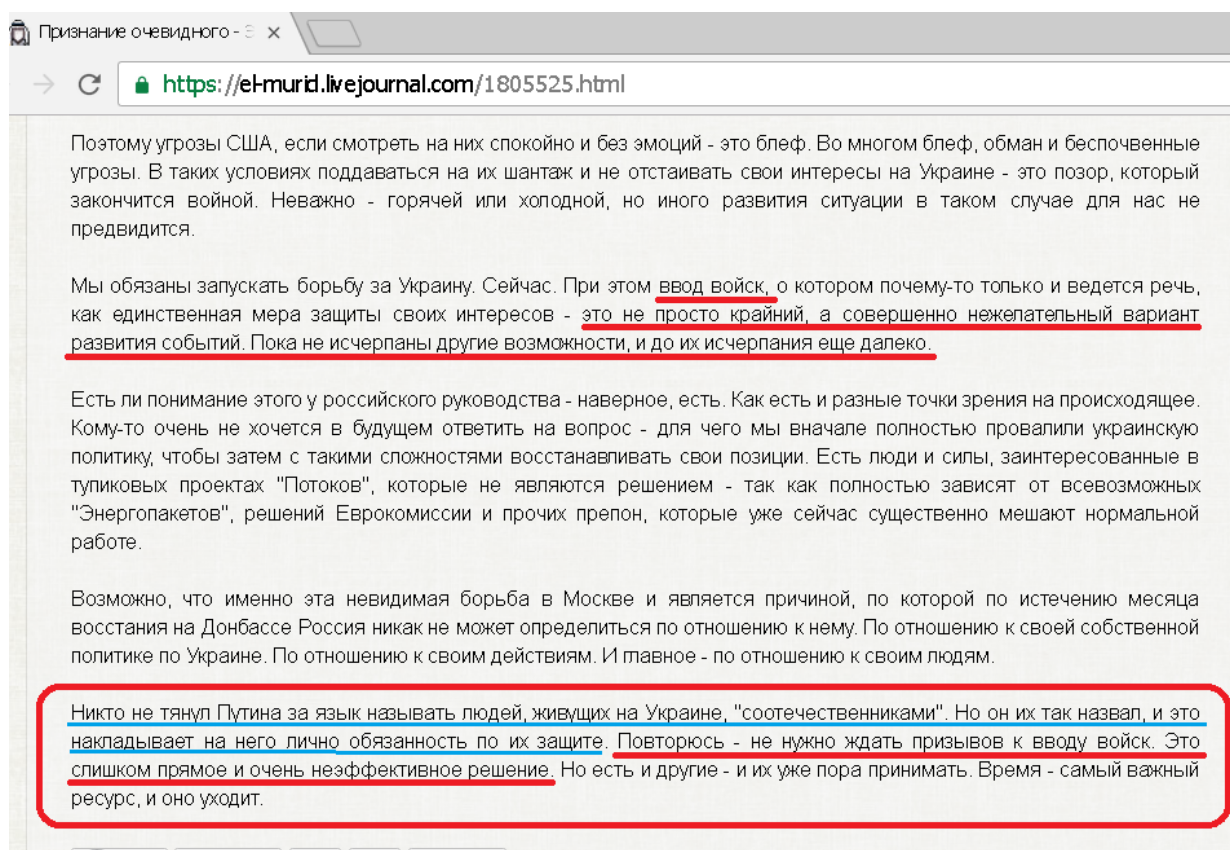 Признание очевидного - Э
https://el-murid.livejournal.com/1805525.html
Поэтому угрозы США, если смотреть на них спокойно и без эмоций - это блеф. Во многом блеф, обман и беспочвенные
угрозы. В таких условиях поддаваться на их шантаж и не отстаивать свои интересы на Украине - это позор, который
закончится войной. Неважно - горячей или холодной, но иного развития ситуации в таком случае для нас не
предвидится.
Мы обязаны запускать борьбу за Украину. Сейчас. При этом ввод войск, о котором почему-то только и ведется речь,
как единственная мера защиты своих интересов - это не просто крайний, а совершенно нежелательный вариант
развития событий. Пока не исчерпаны другие возможности, и до их исчерпания еще далеко.
Есть ли понимание этого у российского руководства - наверное, есть. Как есть и разные точки зрения на происходящее.
Кому-то очень не хочется в будущем ответить на вопрос - для чего мы вначале полностью провалили украинскую
политику, чтобы затем с такими сложностями восстанавливать свои позиции. Есть люди и силы, заинтересованные в
тупиковых проектах "Потоков", которые не являются решением - так как полностью зависят от всевозможных
"Энергопакетов", решений Еврокомиссии и прочих препон, которые уже сейчас существенно мешают нормальной
работе.
Возможно, что именно эта невидимая борьба в Москве и является причиной, по которой по истечению месяца
восстания на Донбассе Россия никак не может определиться по отношению к нему. По отношению к своей собственной
политике по Украине. По отношению к своим действиям. И главное - по отношению к своим людям.
Никто не тянул Путина за язык называть людей, живущих на Украине, "соотечественниками". Но он их так назвал, и это
накладывает на него лично обязанность по их защите. Повторюсь - не нужно ждать призывов к вводу войск. Это
слишком прямое и очень неэффективное решение. Но есть и другие - и их уже пора принимать. Время - самый важный
ресурс, и оно уходит.